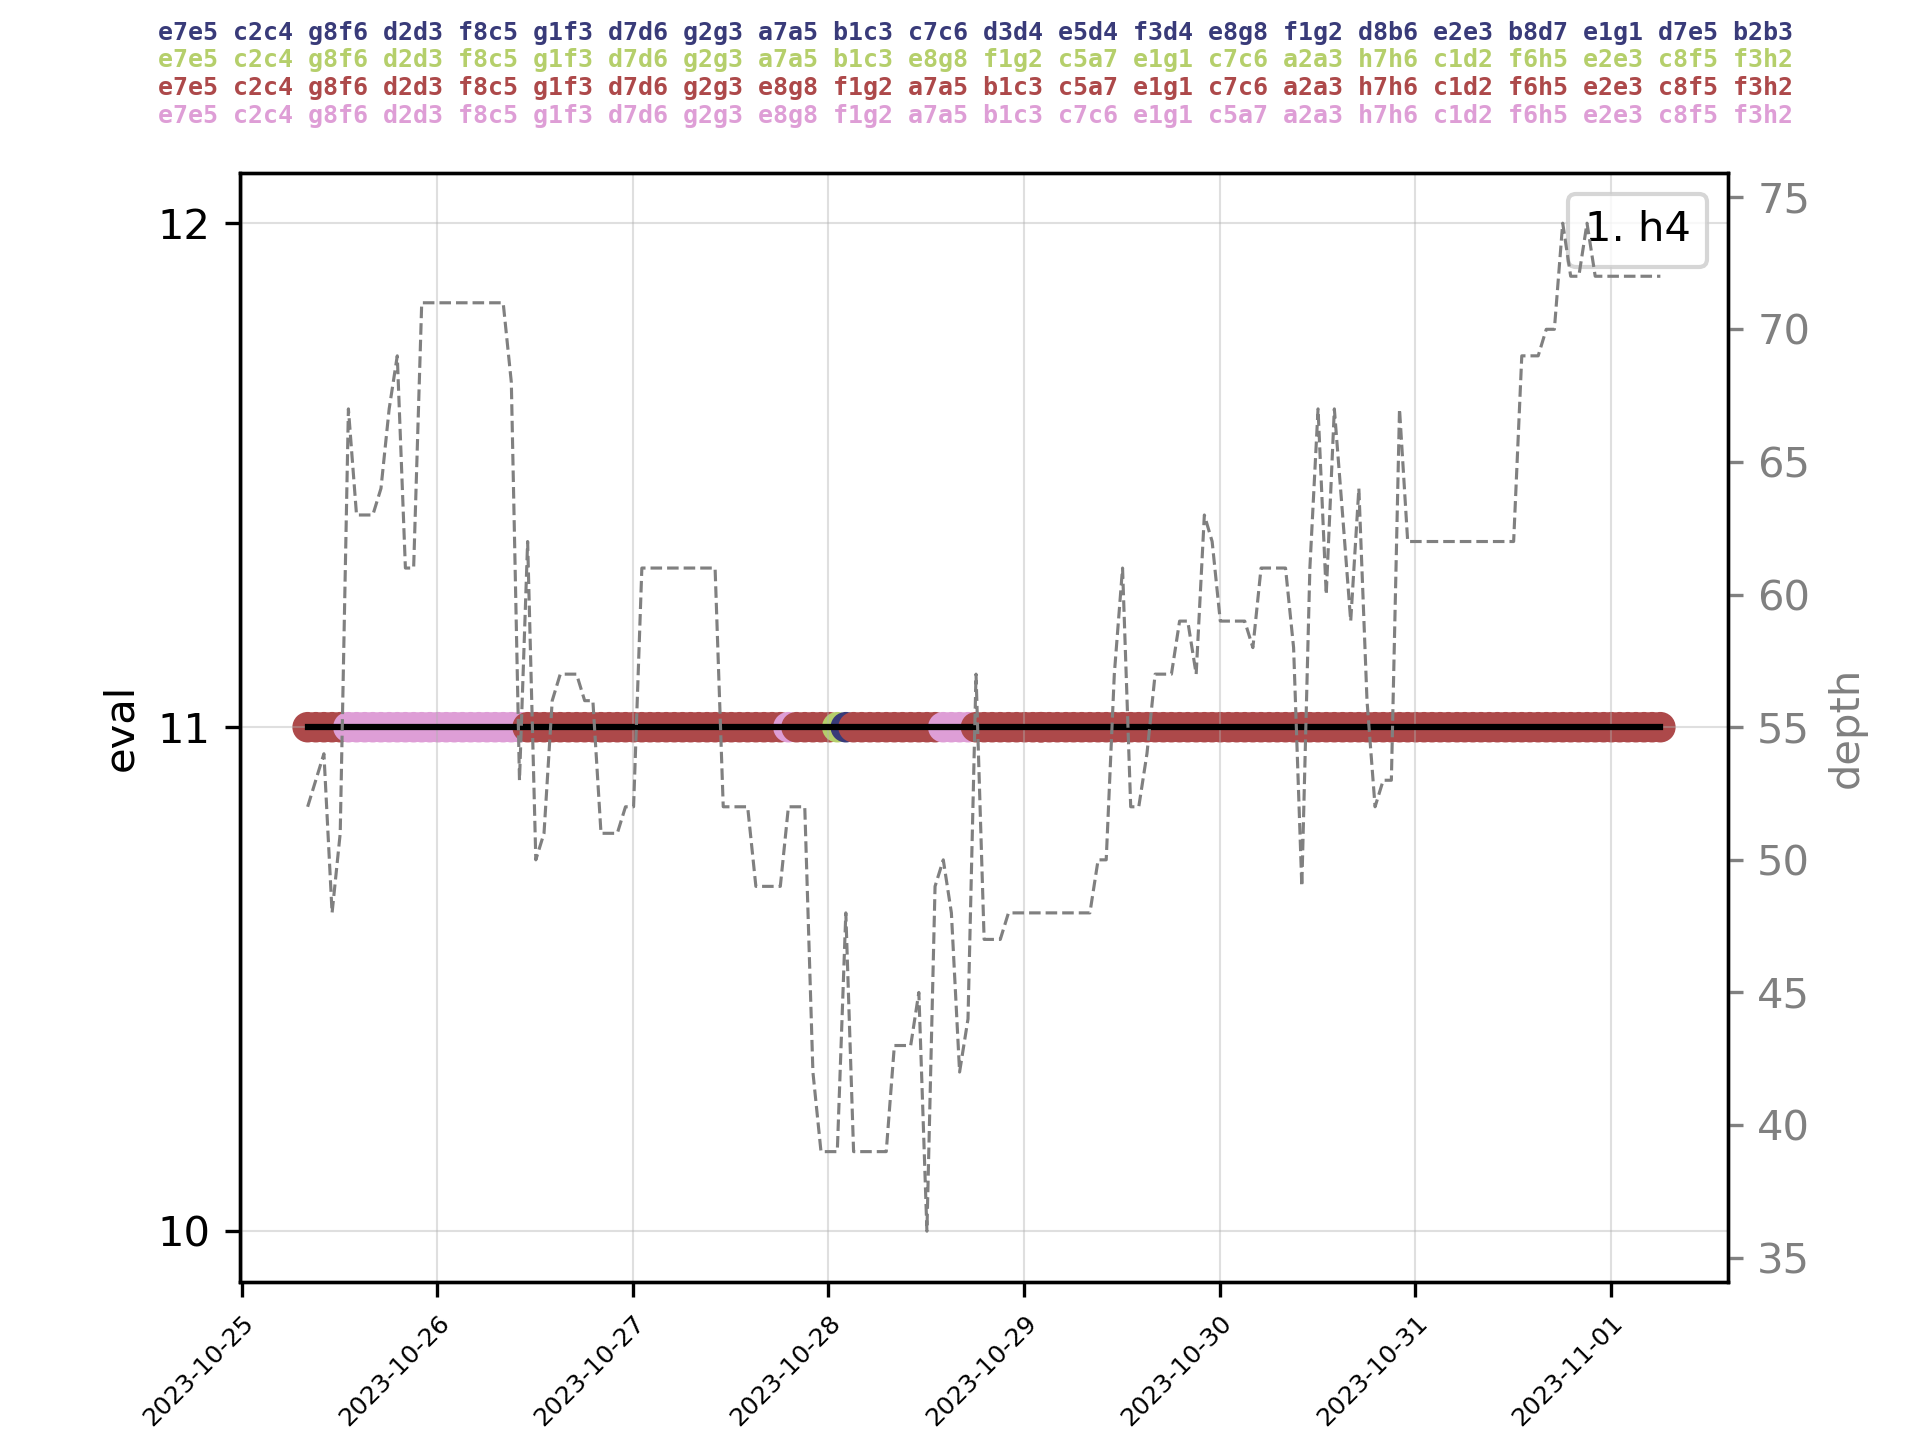 e7e5 c2c4 g8f6 d2d3 f8c5 g1f3 d7d6 g2g3 a7a5 b1c3 c7c6 d3d4 e5d4 f3d4 e8g8 f1g2 d8b6 e2e3 b8d7 e1g1 d7e5 b2b3
e7e5 c2c4 g8f6 d2d3 f8c5 g1f3 d7d6 g2g3 a7a5 b1c3 e8g8 f1g2 c5a7 e1g1 c7c6 a2a3 h7h6 c1d2 f6h5 e2e3 c8f5 f3h2
e7e5 c2c4 g8f6 d2d3 f8c5 g1f3 d7d6 g2g3 e8g8 f1g2 a7a5 b1c3 c5a7 e1g1 c7c6 a2a3 h7h6 c1d2 f6h5 e2e3 c8f5 f3h2
e7e5 c2c4 g8f6 d2d3 f8c5 g1f3 d7d6 g2g3 e8g8 f1g2 a7a5 b1c3 c7c6 e1g1 c5a7 a2a3 h7h6 c1d2 f6h5 e2e3 c8f5 f3h2
1. h4
12
11
10
eval
75
70
65
60
55
50
45
40
35
depth
2023-10-25
2023-10-26
2023-10-27
2023-10-28
2023-10-29
2023-10-30
2023-10-31
2023-11-01